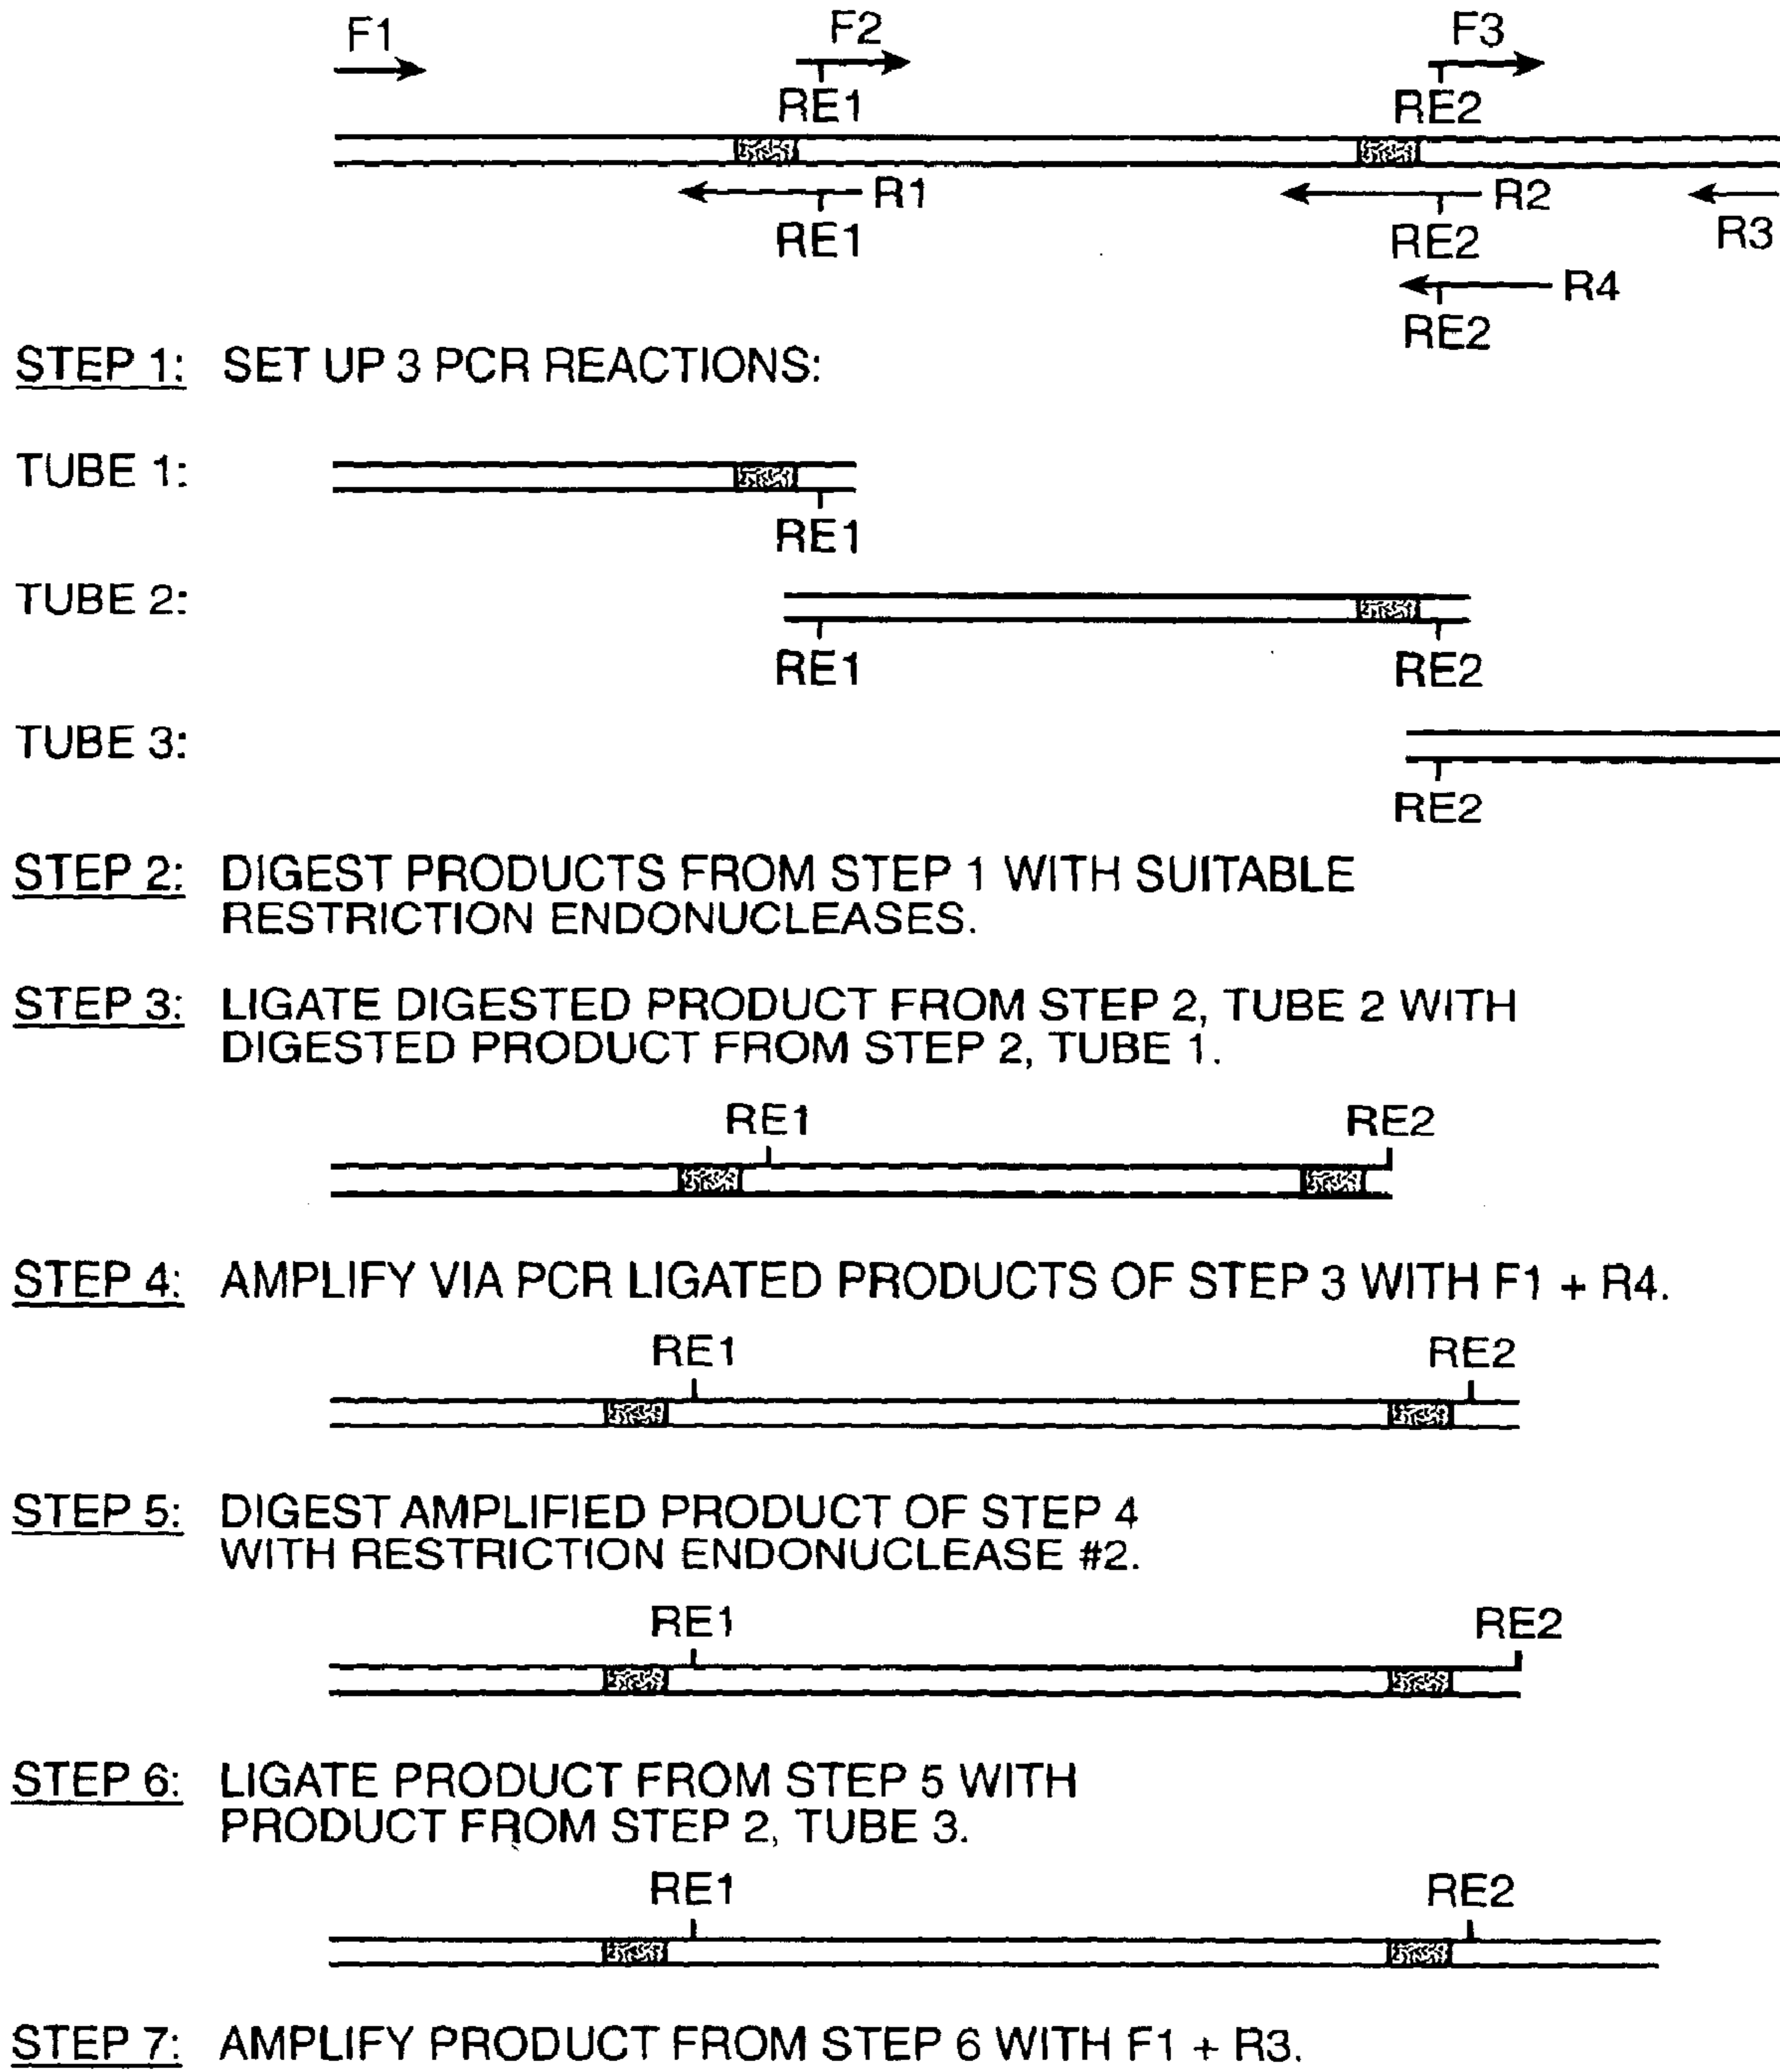 F1
F2
F3
RE1
RE2
R1
R2
RE1
RE2
R3
R4
RE2
STEP 1: SET UP 3 PCR REACTIONS:
TUBE 1:
RE1
TUBE 2:
RE1
RE2
TUBE 3:
RE2
STEP 2: DIGEST PRODUCTS FROM STEP 1 WITH SUITABLE
RESTRICTION ENDONUCLEASES.
STEP 3: LIGATE DIGESTED PRODUCT FROM STEP 2, TUBE 2 WITH
DIGESTED PRODUCT FROM STEP 2, TUBE 1.
RE1
RE2
STEP 4: AMPLIFY VIA PCR LIGATED PRODUCTS OF STEP 3 WITH F1 + R4.
RE1
RE2
STEP 5: DIGEST AMPLIFIED PRODUCT OF STEP 4
WITH RESTRICTION ENDONUCLEASE #2.
RE1
RE2
STEP 6: LIGATE PRODUCT FROM STEP 5 WITH
PRODUCT FROM STEP 2, TUBE 3.
RE1
RE2
STEP 7: AMPLIFY PRODUCT FROM STEP 6 WITH F1 + R3.